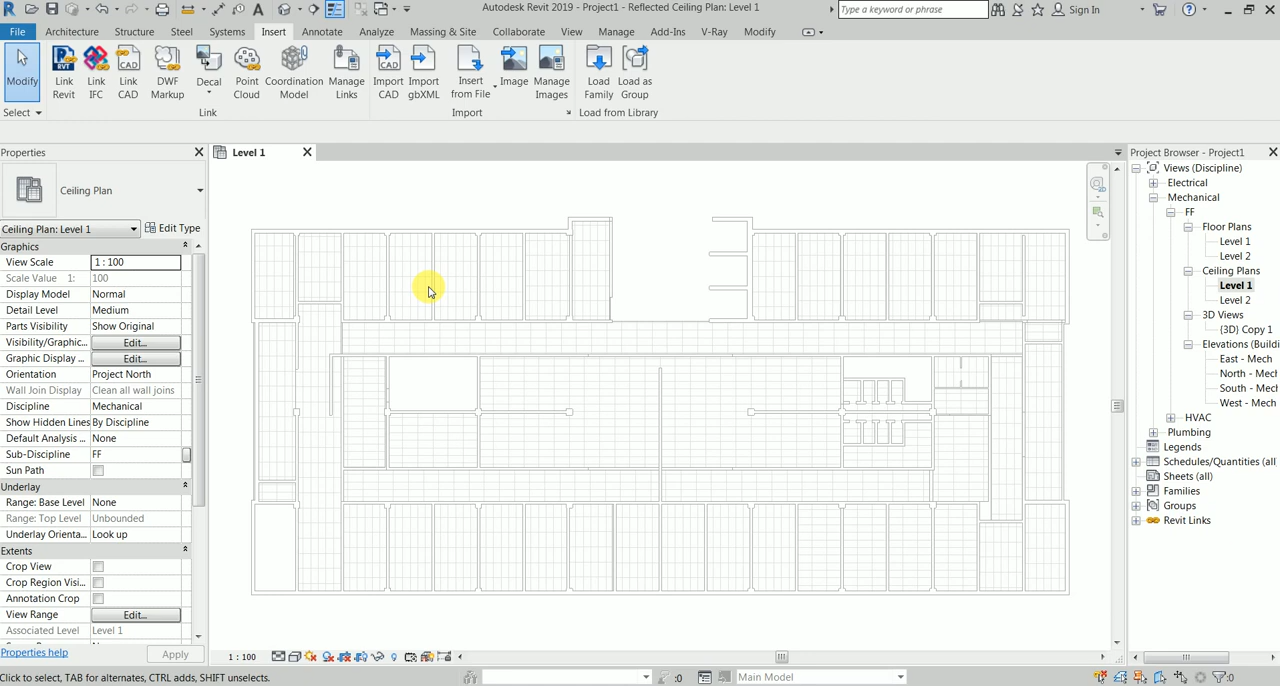 Autodesk Revit 2019 - Project1 - Reflected Ceiling Plan: Level 1
Type a keyword or phrase
Sign In
File Architecture Structure Steel Systems Insert Annotate Analyze Massing & Site Collaborate View Manage Add-Ins V-Ray Modify
Modify
Link Revit
Link IFC
Link CAD
DWF Markup
Decal
Point Cloud
Coordination Model
Manage Links
Import CAD
Import gbXML
Insert from File
Image
Manage Images
Load Family
Load as Group
Select
Link
Import
Load from Library
Properties
Level 1
Project Browser - Project1
Ceiling Plan
Ceiling Plan: Level 1
Edit Type
Graphics
View Scale 1 : 100
Scale Value 1: 100
Display Model Normal
Detail Level Medium
Parts Visibility Show Original
Visibility/Graphic... Edit...
Graphic Display ... Edit...
Orientation Project North
Wall Join Display Clean all wall joins
Discipline Mechanical
Show Hidden Lines By Discipline
Default Analysis ... None
Sub-Discipline FF
Sun Path
Underlay
Range: Base Level None
Range: Top Level Unbounded
Underlay Orienta... Look up
Extents
Crop View
Crop Region Visi...
Annotation Crop
View Range Edit...
Associated Level Level 1
Properties help
Apply
Views (Discipline)
Electrical
Mechanical
FF
Floor Plans
Level 1
Level 2
Ceiling Plans
Level 1
Level 2
3D Views
{3D} Copy 1
Elevations (Buildi
East - Mech
North - Mech
South - Mech
West - Mech
HVAC
Plumbing
Legends
Schedules/Quantities (all
Sheets (all)
Families
Groups
Revit Links
1 : 100
Click to select, TAB for alternates, CTRL adds, SHIFT unselects.
:0
Main Model
:0